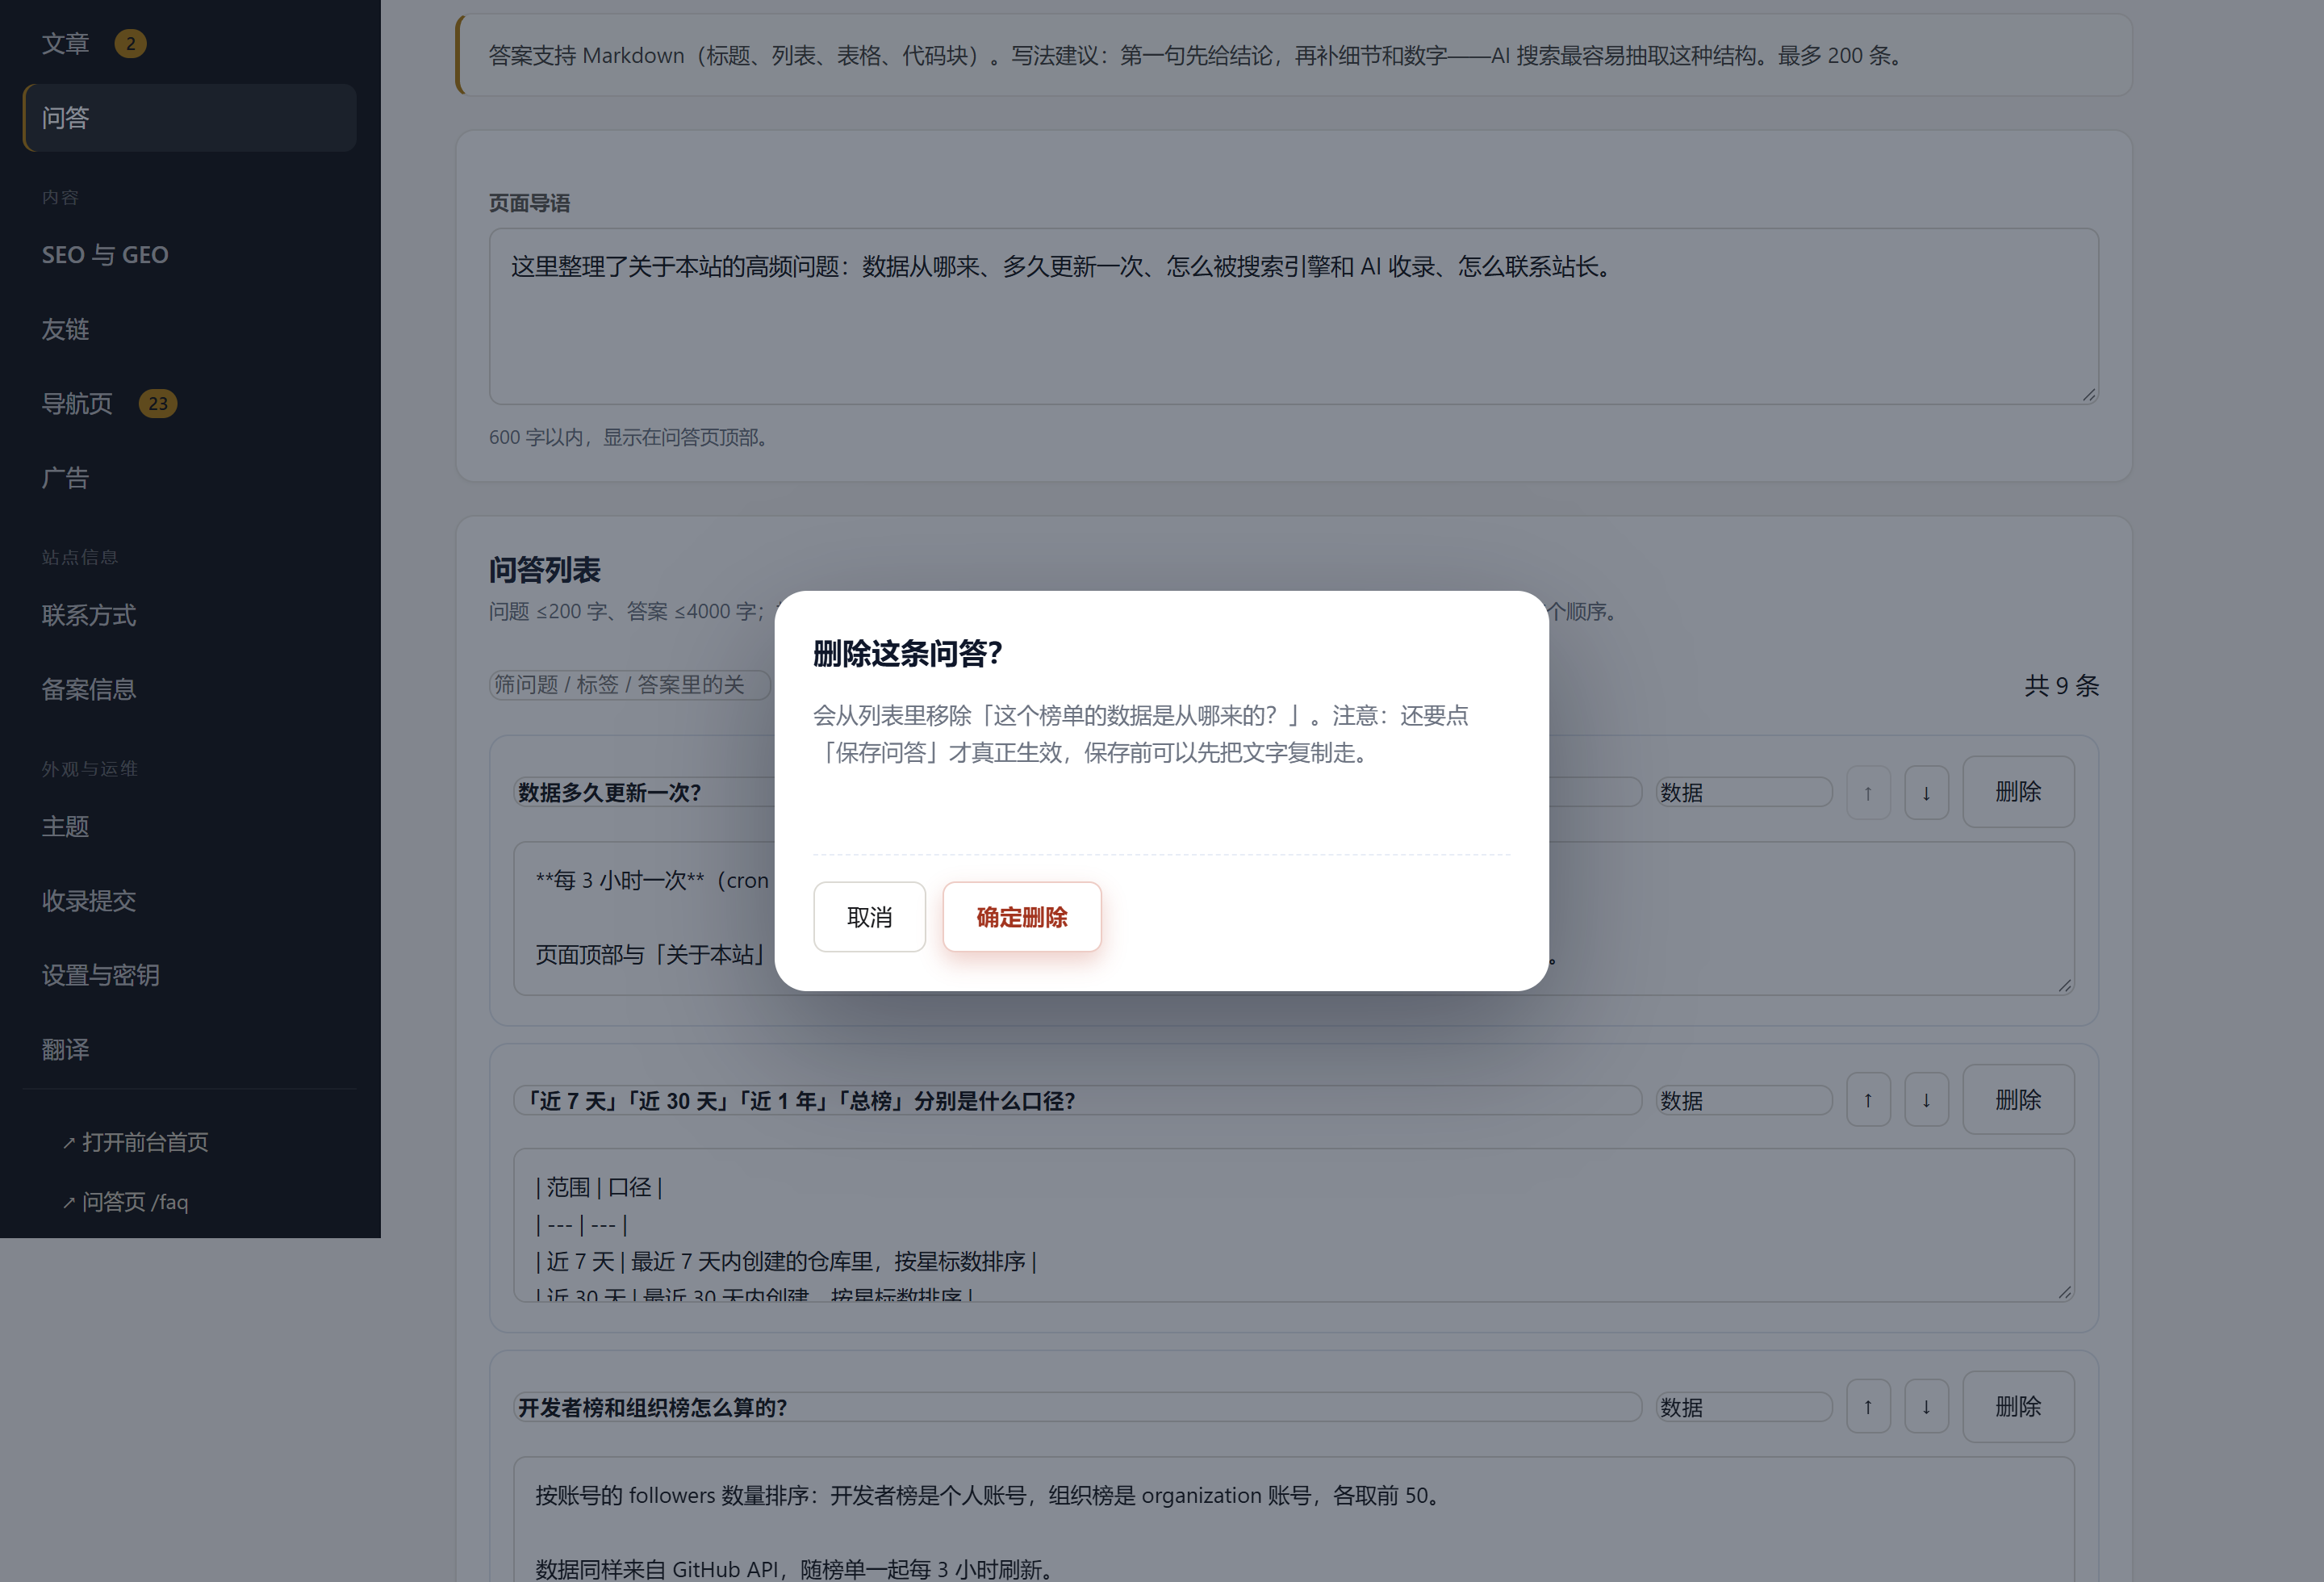 文章 2
问答
内容
SEO 与 GEO
友链
导航页 23
广告
站点信息
联系方式
备案信息
外观与运维
主题
收录提交
设置与密钥
翻译
↗ 打开前台首页
↗ 问答页 /faq
答案支持 Markdown（标题、列表、表格、代码块）。写法建议：第一句先给结论，再补细节和数字——AI 搜索最容易抽取这种结构。最多 200 条。
页面导语
这里整理了关于本站的高频问题：数据从哪来、多久更新一次、怎么被搜索引擎和 AI 收录、怎么联系站长。
600 字以内，显示在问答页顶部。
问答列表
问题 ≤200 字、答案 ≤4000 字；
个顺序。
筛问题 / 标签 / 答案里的关
共 9 条
删除这条问答？
会从列表里移除「这个榜单的数据是从哪来的？」。注意：还要点
「保存问答」才真正生效，保存前可以先把文字复制走。
取消 确定删除
数据多久更新一次？ 数据 ↑ ↓ 删除
**每 3 小时一次**（cron
页面顶部与「关于本站」
。
「近 7 天」「近 30 天」「近 1 年」「总榜」分别是什么口径？ 数据 ↑ ↓ 删除
| 范围 | 口径 |
| --- | --- |
| 近 7 天 | 最近 7 天内创建的仓库里，按星标数排序 |
| 近 30 天 | 最近 30 天内创建，按星标数排序 |
开发者榜和组织榜怎么算的？ 数据 ↑ ↓ 删除
按账号的 followers 数量排序：开发者榜是个人账号，组织榜是 organization 账号，各取前 50。
数据同样来自 GitHub API，随榜单一起每 3 小时刷新。